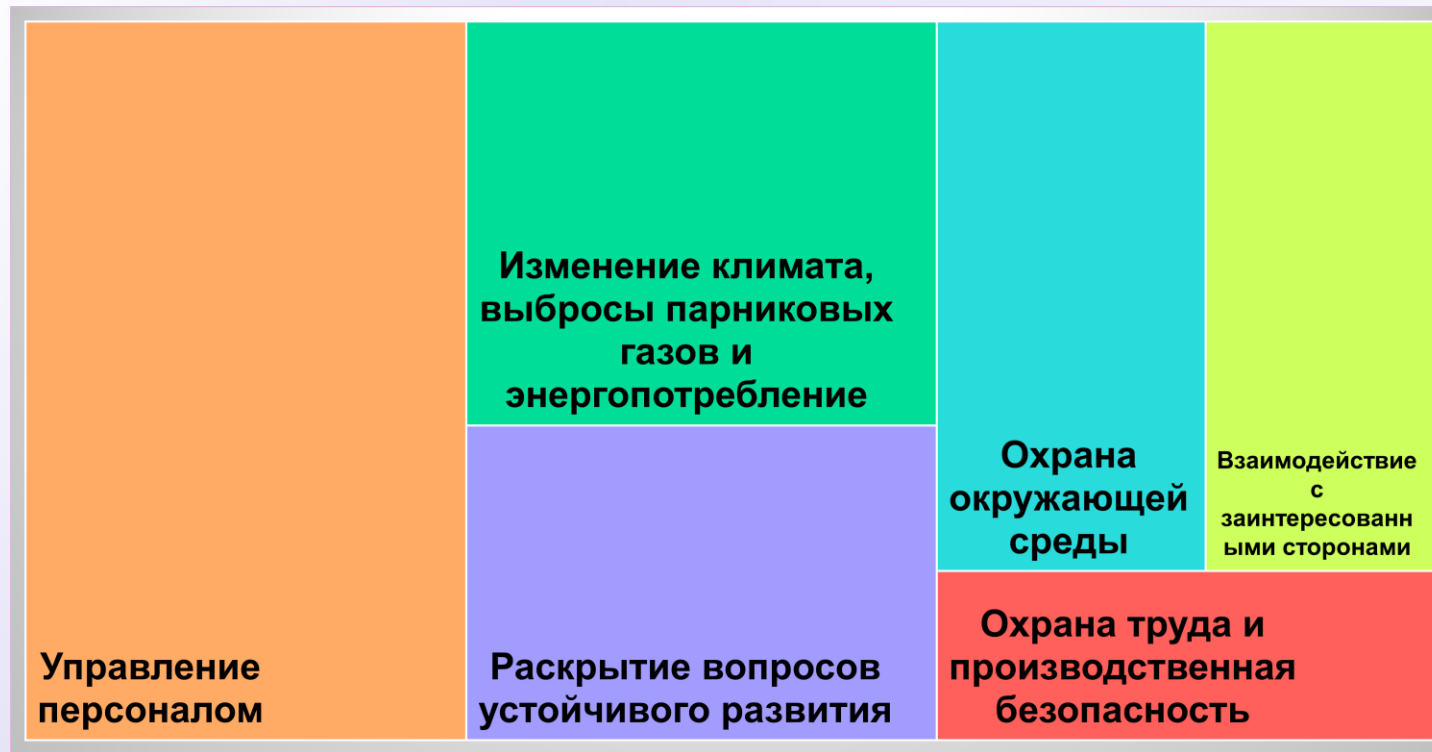 Управление
персоналом
Изменение климата,
выбросы парниковых
газов и
энергопотребление
Раскрытие вопросов
устойчивого развития
Охрана
окружающей
среды
Взаимодействие
с
заинтересованн
ыми сторонами
Охрана труда и
производственная
безопасность